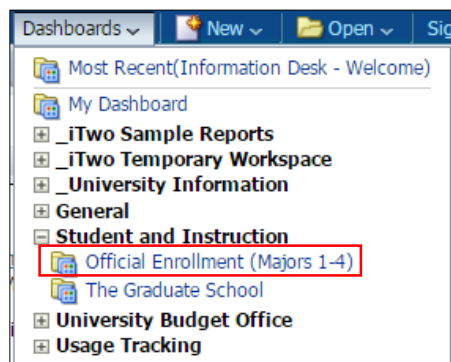 Dashboards New Open Sig
Most Recent(Information Desk - Welcome)
My Dashboard
_iTwo Sample Reports
_iTwo Temporary Workspace
_University Information
General
Student and Instruction
Official Enrollment (Majors 1-4)
The Graduate School
University Budget Office
Usage Tracking